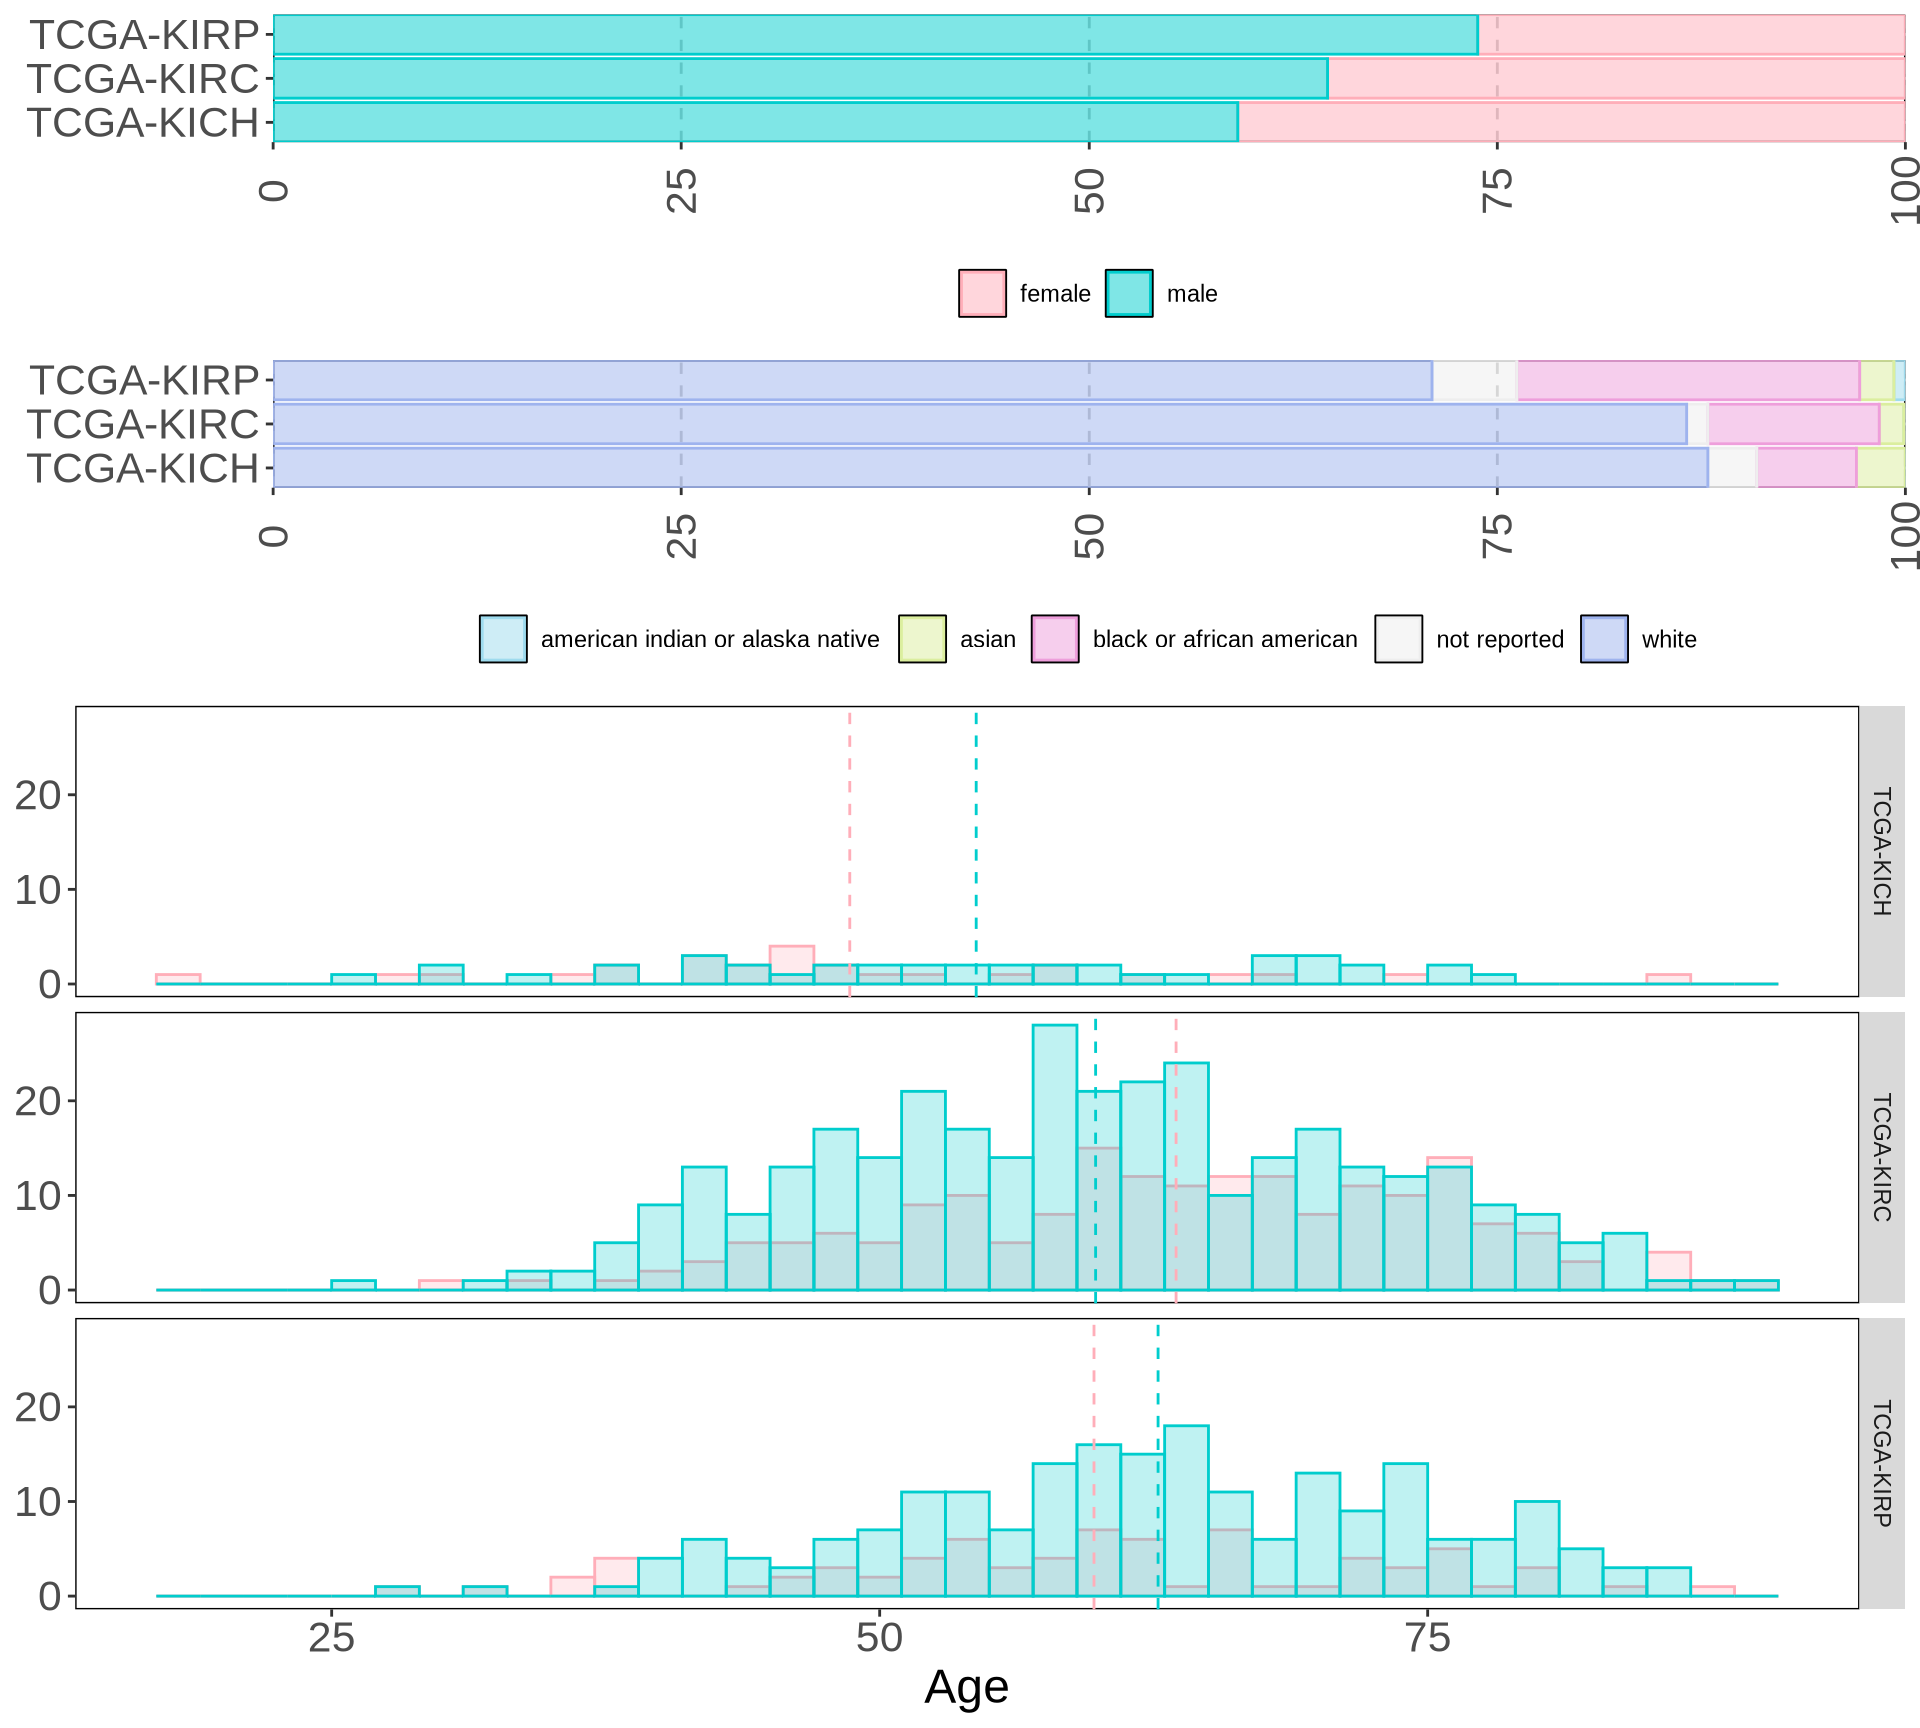 TCGA-KIRP
TCGA-KIRC
TCGA-KICH
0 25 50 75 100
female male
TCGA-KIRP
TCGA-KIRC
TCGA-KICH
0 25 50 75 100
american indian or alaska native asian black or african american not reported white
20
10
0
TCGA-KICH
20
10
0
TCGA-KIRC
20
10
0
TCGA-KIRP
25 50 75
Age